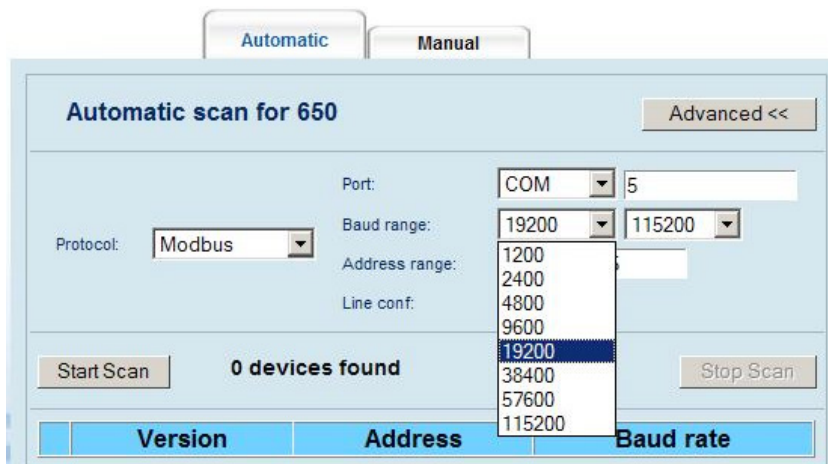 Automatic Manual
Automatic scan for 650 Advanced <<
Port: COM 5
Baud range: 19200 115200
Protocol: Modbus
Address range:
Line conf:
1200
2400
4800
9600
19200
38400
57600
115200
Start Scan 0 devices found Stop Scan
Version Address Baud rate